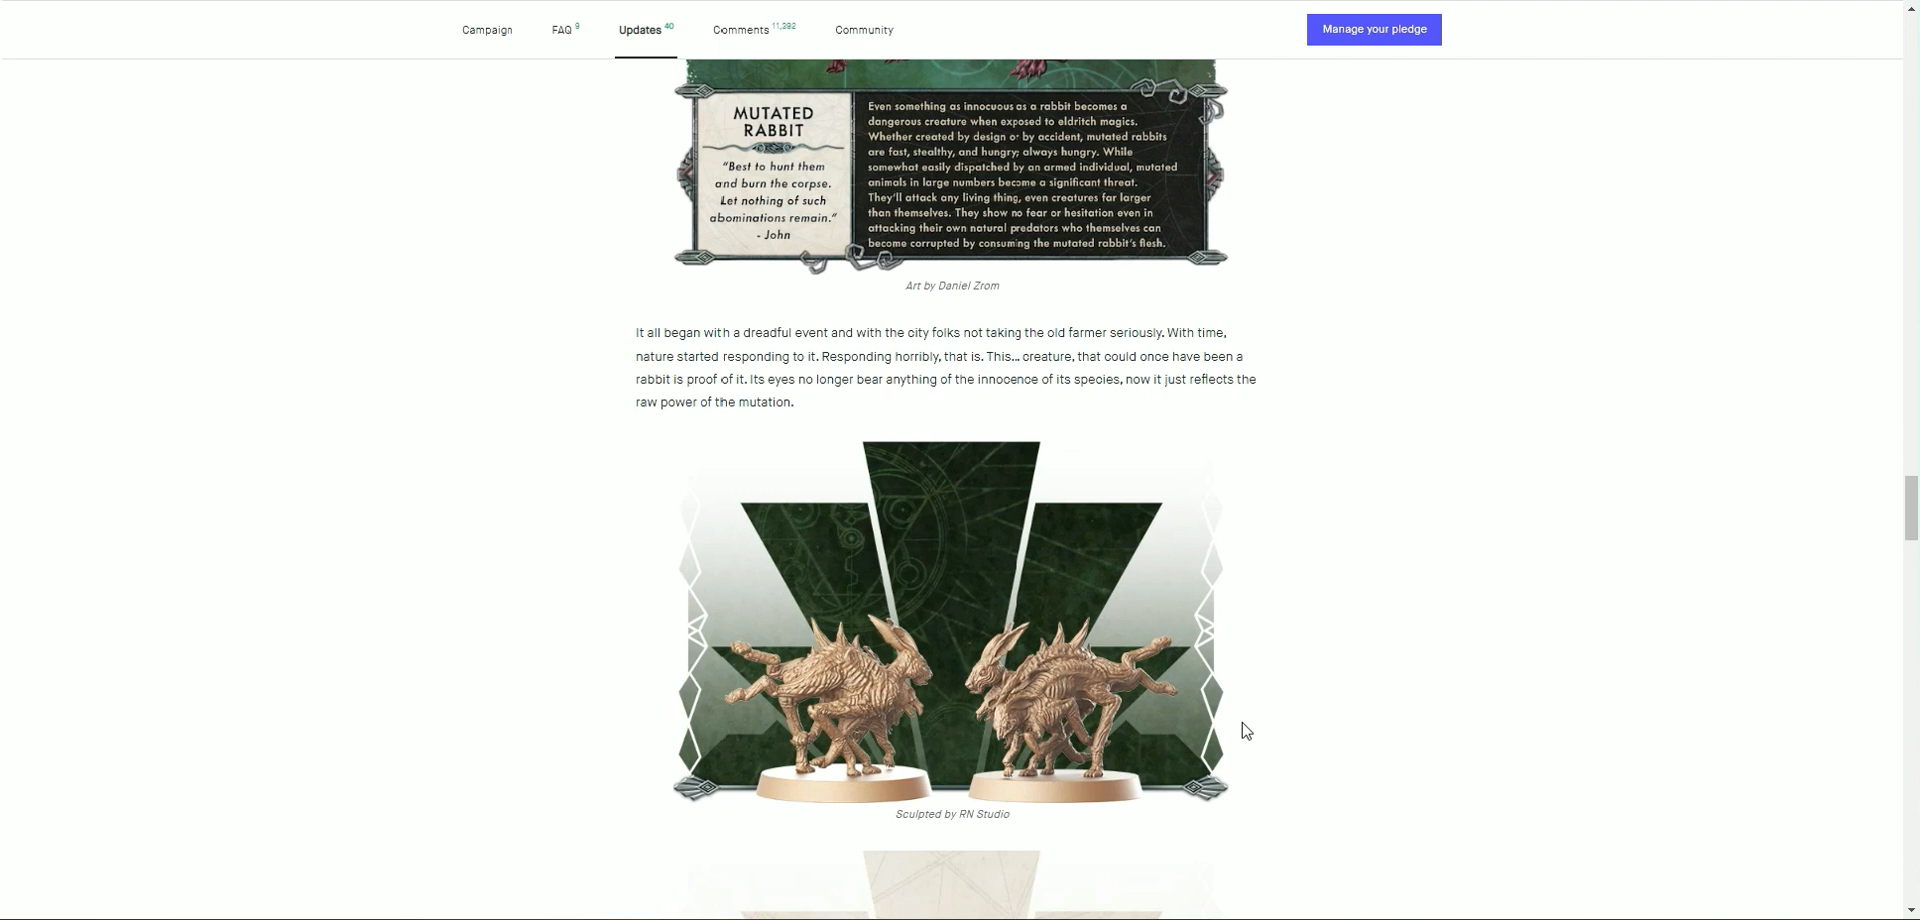 Campaign
FAQ 9
Updates 40
Comments 11,392
Community
Manage your pledge
MUTATED
RABBIT
"Best to hunt them
and burn the corpse.
Let nothing of such
abominations remain."
- John
Even something as innocuous as a rabbit becomes a
dangerous creature when exposed to eldritch magics.
Whether created by design or by accident, mutated rabbits
are fast, stealthy, and hungry; always hungry. While
somewhat easily dispatched by an armed individual, mutated
animals in large numbers become a significant threat.
They'll attack any living thing, even creatures far larger
than themselves. They show no fear or hesitation even in
attacking their own natural predators who themselves can
become corrupted by consuming the mutated rabbit's flesh.
Art by Daniel Zrom
It all began with a dreadful event and with the city folks not taking the old farmer seriously. With time,
nature started responding to it. Responding horribly, that is. This... creature, that could once have been a
rabbit is proof of it. Its eyes no longer bear anything of the innocence of its species, now it just reflects the
raw power of the mutation.
Sculpted by RN Studio